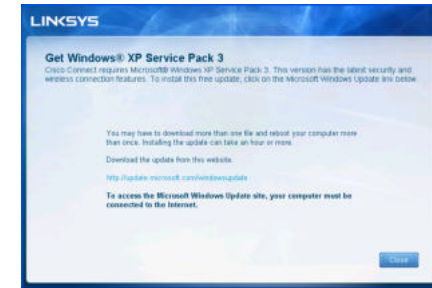 LINKSYS
Get Windows® XP Service Pack 3
Cisco Connect requires Microsoft® Windows XP Service Pack 3. This version has the latest security and
wireless connection features. To install this free update, click on the Microsoft Windows Update link below.
You may have to download more than one file and reboot your computer more
than once. Installing the update can take an hour or more.
Download the update from this website.
http://update.microsoft.com/windowsupdate
To access the Microsoft Windows Update site, your computer must be
connected to the Internet.
Close